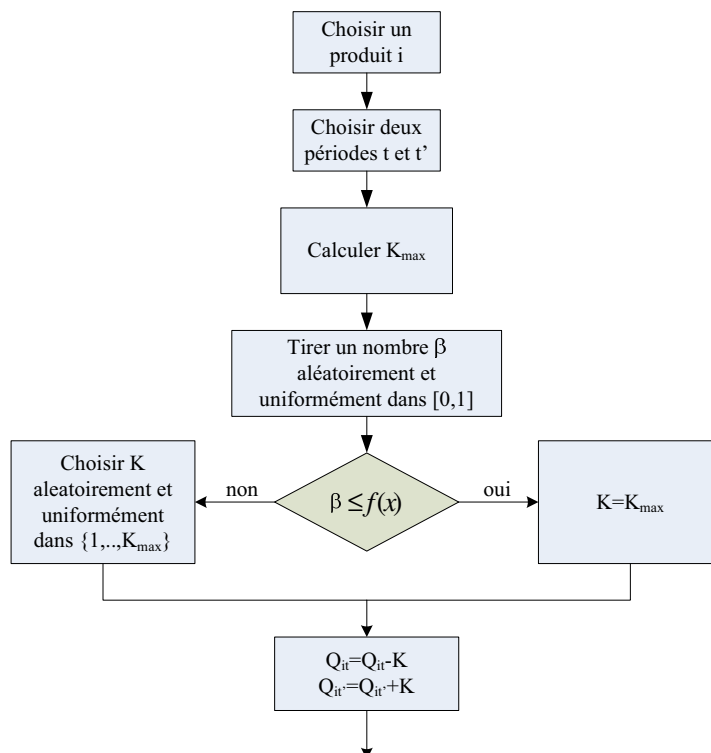 Choisir un
produit i
Choisir deux
périodes t et t’
Calculer Kmax
Tirer un nombre β
aléatoirement et
uniformément dans [0,1]
Choisir K
aleatoirement et
uniformément
dans {1,..,Kmax}
non
β ≤ f(x)
oui
K=Kmax
Qit=Qit-K
Qit’=Qit’+K